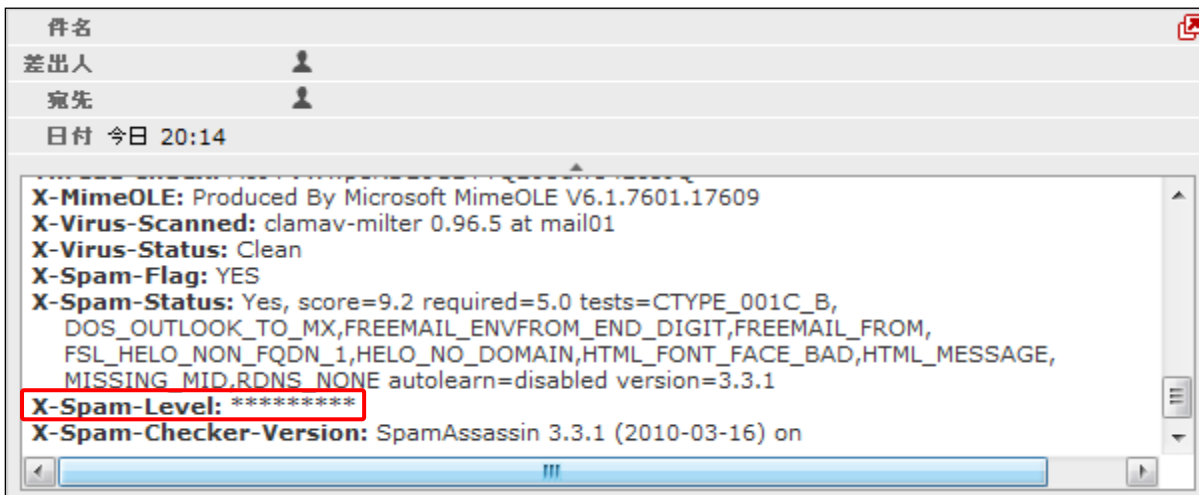 件名
差出人
宛先
日付 今日 20:14
X-MimeOLE: Produced By Microsoft MimeOLE V6.1.7601.17609
X-Virus-Scanned: clamav-milter 0.96.5 at mail01
X-Virus-Status: Clean
X-Spam-Flag: YES
X-Spam-Status: Yes, score=9.2 required=5.0 tests=CTYPE_001C_B,
DOS_OUTLOOK_TO_MX,FREEMAIL_ENVFROM_END_DIGIT,FREEMAIL_FROM,
FSL_HELO_NON_FQDN_1,HELO_NO_DOMAIN,HTML_FONT_FACE_BAD,HTML_MESSAGE,
MISSING_MID,RDNS_NONE autolearn=disabled version=3.3.1
X-Spam-Level: *********
X-Spam-Checker-Version: SpamAssassin 3.3.1 (2010-03-16) on